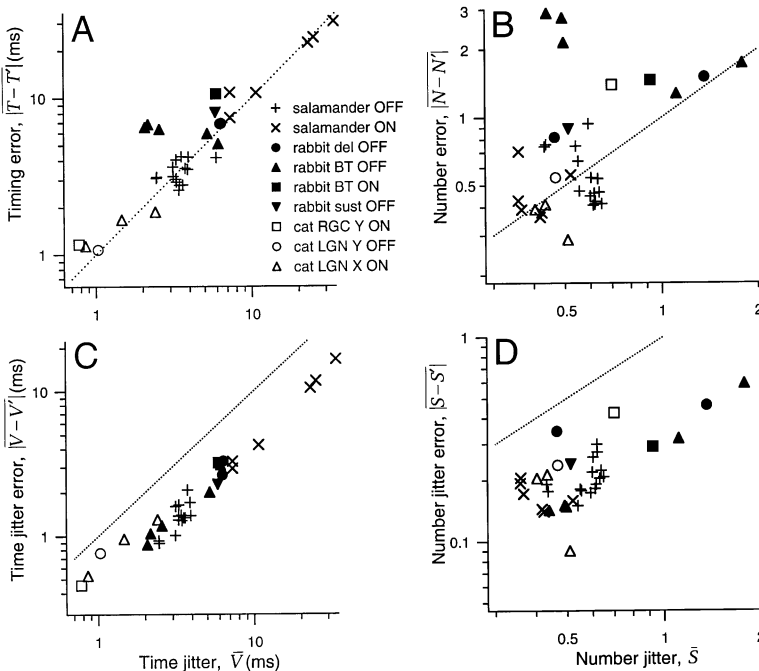 A
Timing error, |T – T′| (ms)
10
1
1
10
+ salamander OFF
× salamander ON
● rabbit del OFF
▲ rabbit BT OFF
■ rabbit BT ON
▼ rabbit sust OFF
□ cat RGC Y ON
○ cat LGN Y OFF
△ cat LGN X ON
B
Number error, |N – N′|
3
2
1
0.5
0.5
1
2
C
Time jitter error, |V – V′| (ms)
10
1
1
10
Time jitter, V̄ (ms)
D
Number jitter error, |S – S′|
1
0.1
0.5
1
2
Number jitter, S̄